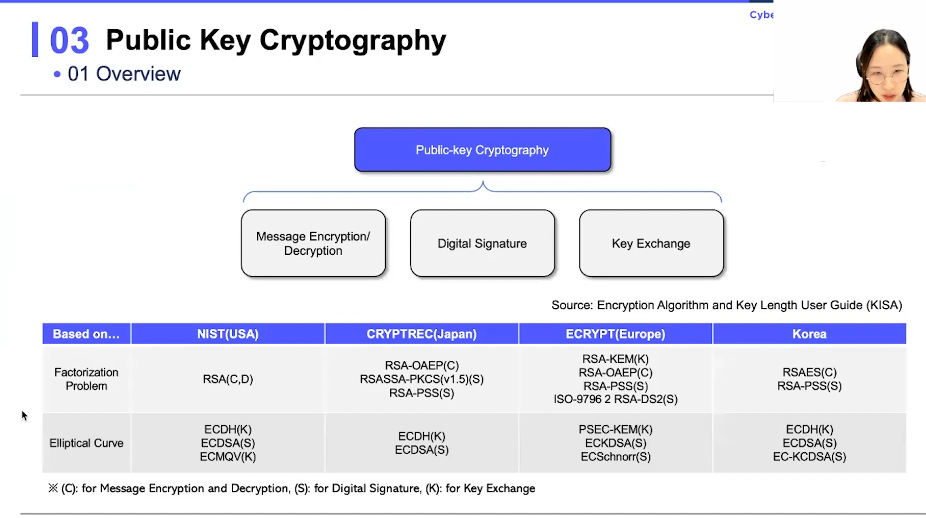 Cybe
03 Public Key Cryptography
• 01 Overview
Public-key Cryptography
Message Encryption/
Decryption
Digital Signature
Key Exchange
Source: Encryption Algorithm and Key Length User Guide (KISA)
Based on… NIST(USA) CRYPTREC(Japan) ECRYPT(Europe) Korea
Factorization
Problem
RSA(C,D)
RSA-OAEP(C)
RSASSA-PKCS(v1.5)(S)
RSA-PSS(S)
RSA-KEM(K)
RSA-OAEP(C)
RSA-PSS(S)
ISO-9796 2 RSA-DS2(S)
RSAES(C)
RSA-PSS(S)
Elliptical Curve
ECDH(K)
ECDSA(S)
ECMQV(K)
ECDH(K)
ECDSA(S)
PSEC-KEM(K)
ECKDSA(S)
ECSchnorr(S)
ECDH(K)
ECDSA(S)
EC-KCDSA(S)
※ (C): for Message Encryption and Decryption, (S): for Digital Signature, (K): for Key Exchange